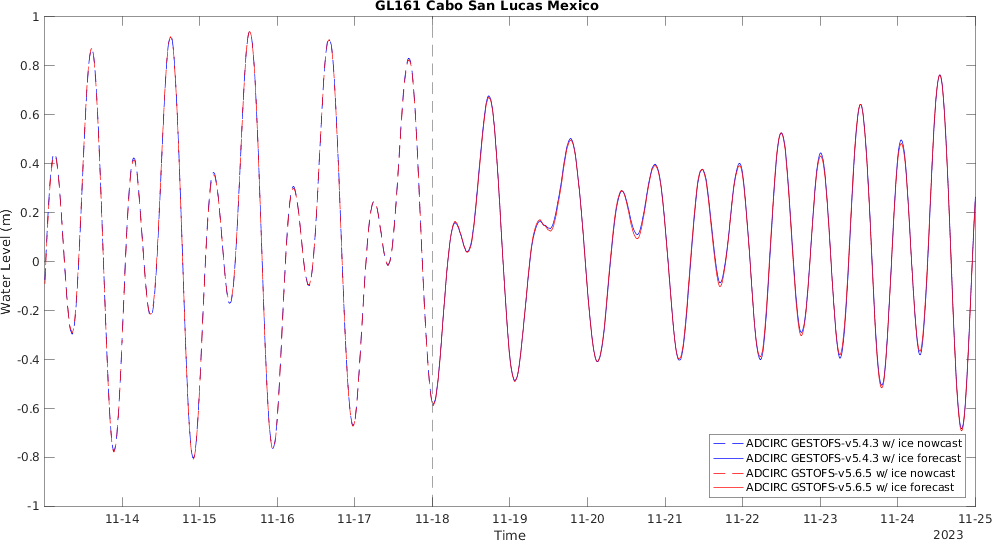 GL161 Cabo San Lucas Mexico
Water Level (m)
1
0.8
0.6
0.4
0.2
0
-0.2
-0.4
-0.6
-0.8
-1
ADCIRC GESTOFS-v5.4.3 w/ ice nowcast
ADCIRC GESTOFS-v5.4.3 w/ ice forecast
ADCIRC GSTOFS-v5.6.5 w/ ice nowcast
ADCIRC GSTOFS-v5.6.5 w/ ice forecast
11-14 11-15 11-16 11-17 11-18 11-19 11-20 11-21 11-22 11-23 11-24 11-25
Time
2023